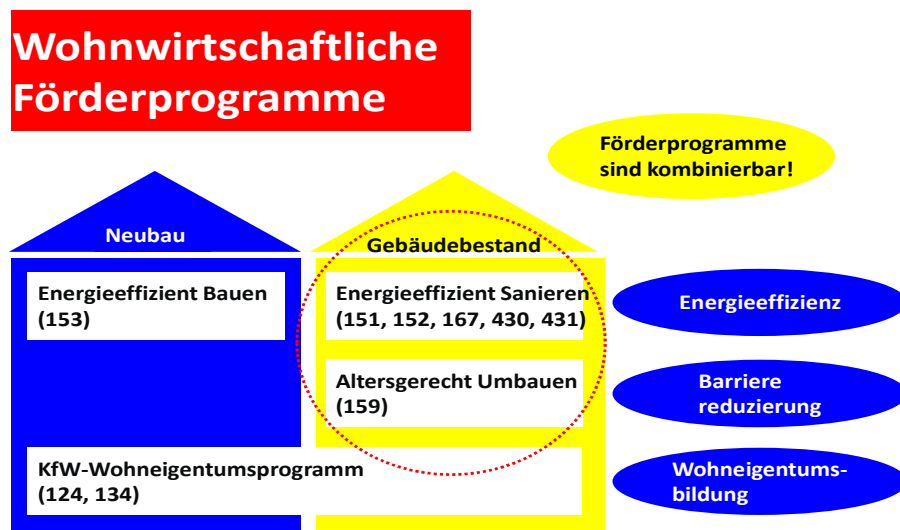 Wohnwirtschaftliche
Förderprogramme
Förderprogramme
sind kombinierbar!
Neubau
Gebäudebestand
Energieeffizient Bauen
(153)
Energieeffizient Sanieren
(151, 152, 167, 430, 431)
Energieeffizienz
Altersgerecht Umbauen
(159)
Barriere
reduzierung
KfW-Wohneigentumsprogramm
(124, 134)
Wohneigentums-
bildung